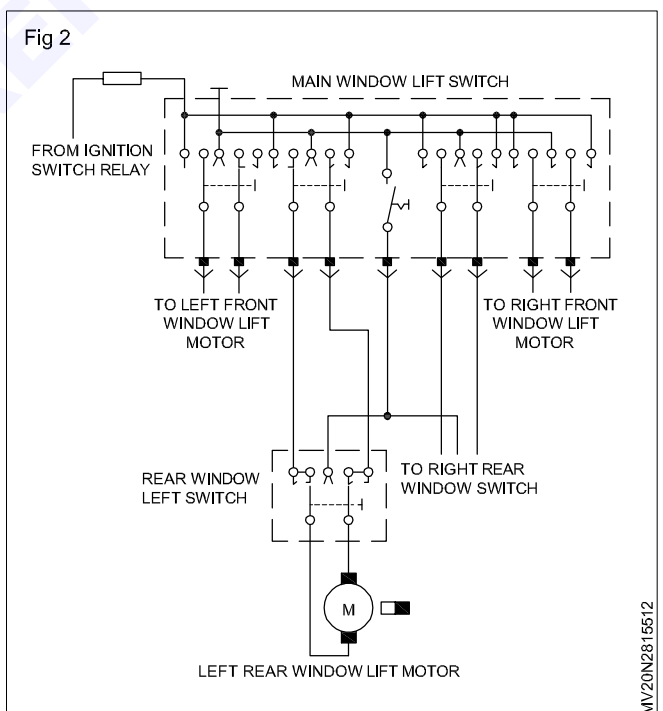 Fig 2
MAIN WINDOW LIFT SWITCH
FROM IGNITION
SWITCH RELAY
TO LEFT FRONT
WINDOW LIFT
MOTOR
TO RIGHT FRONT
WINDOW LIFT
MOTOR
REAR WINDOW
LEFT SWITCH
TO RIGHT REAR
WINDOW SWITCH
M
LEFT REAR WINDOW LIFT MOTOR
MV20N2815512